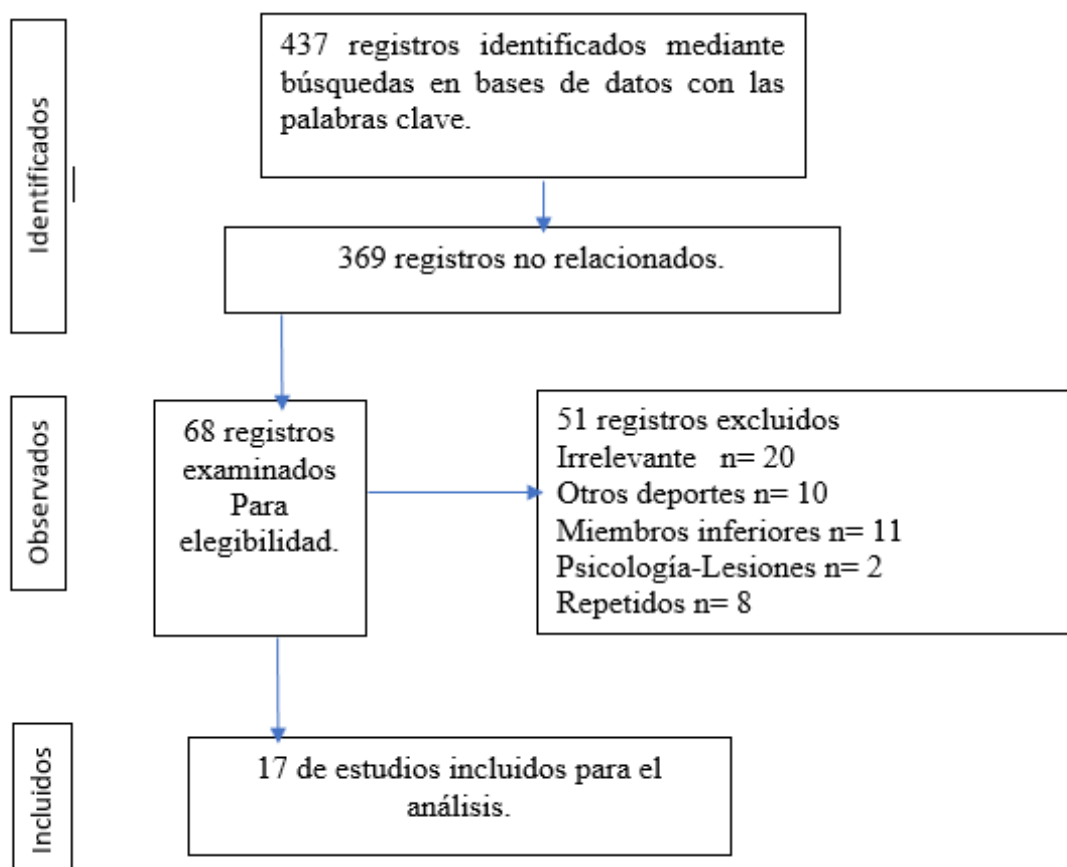 Identificados
437 registros identificados mediante
búsquedas en bases de datos con las
palabras clave.
369 registros no relacionados.
Observados
68 registros
examinados
Para
elegibilidad.
51 registros excluidos
Irrelevante n= 20
Otros deportes n= 10
Miembros inferiores n= 11
Psicología-Lesiones n= 2
Repetidos n= 8
Incluidos
17 de estudios incluidos para el
análisis.